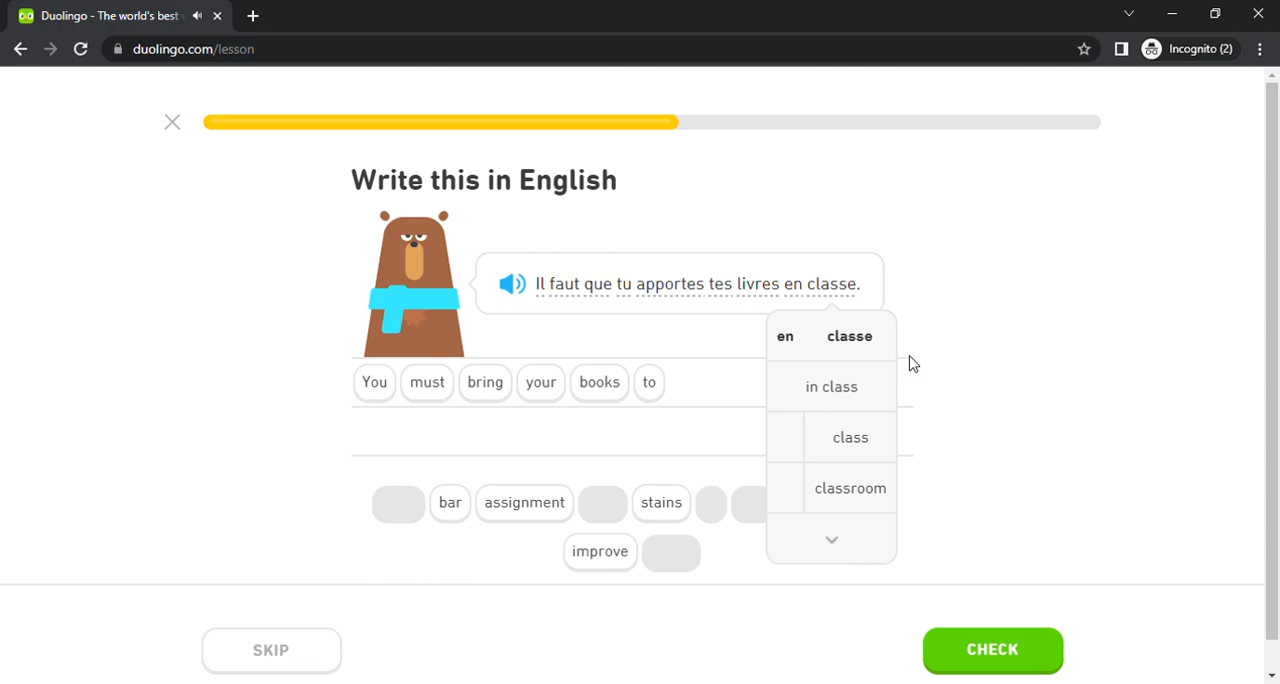 Duolingo - The world's best
duolingo.com/lesson
Incognito (2)
Write this in English
Il faut que tu apportes tes livres en classe.
en classe
in class
class
classroom
You must bring your books to
bar assignment stains
improve
SKIP
CHECK